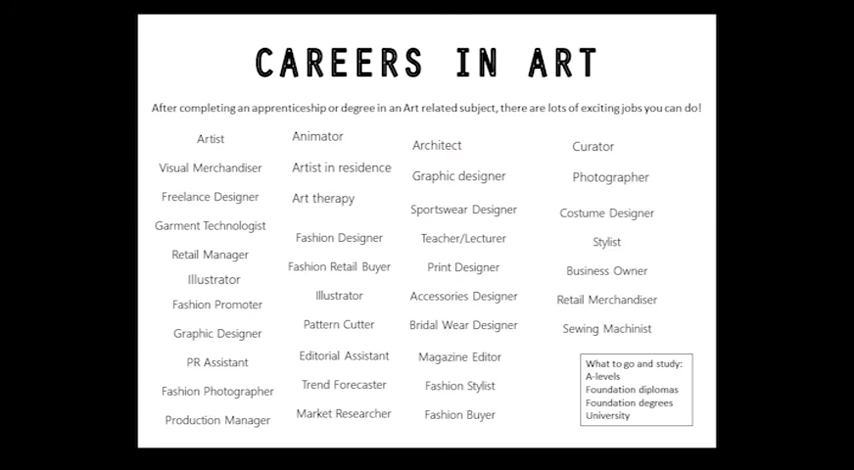 CAREERS IN ART
After completing an apprenticeship or degree in an Art related subject, there are lots of exciting jobs you can do!
Artist
Visual Merchandiser
Freelance Designer
Garment Technologist
Retail Manager
Illustrator
Fashion Promoter
Graphic Designer
PR Assistant
Fashion Photographer
Production Manager
Animator
Artist in residence
Art therapy
Fashion Designer
Fashion Retail Buyer
Illustrator
Pattern Cutter
Editorial Assistant
Trend Forecaster
Market Researcher
Architect
Graphic designer
Sportswear Designer
Teacher/Lecturer
Print Designer
Accessories Designer
Bridal Wear Designer
Magazine Editor
Fashion Stylist
Fashion Buyer
Curator
Photographer
Costume Designer
Stylist
Business Owner
Retail Merchandiser
Sewing Machinist
What to go and study:
A-levels
Foundation diplomas
Foundation degrees
University